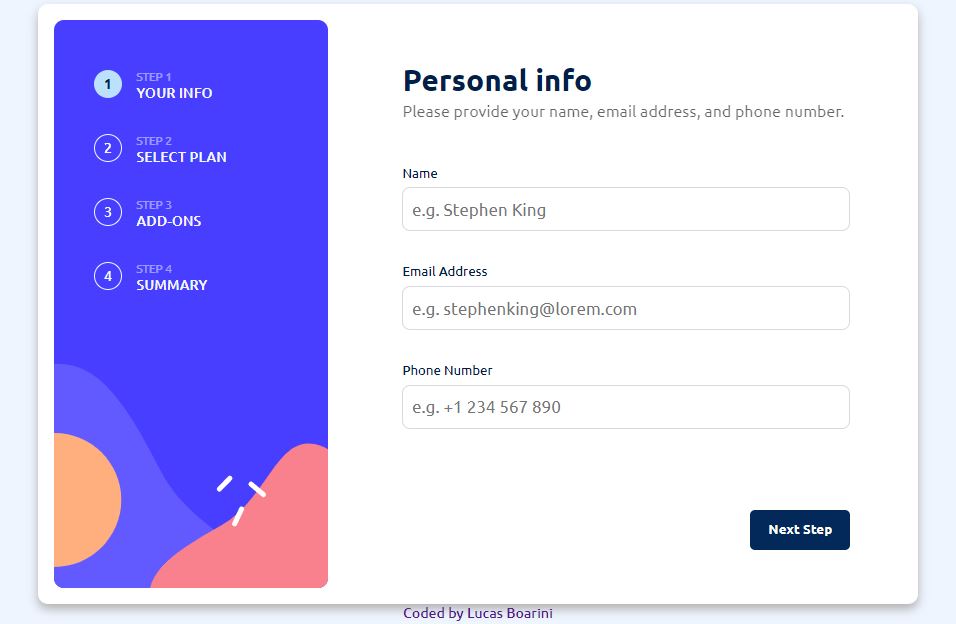 1
STEP 1
YOUR INFO
2
STEP 2
SELECT PLAN
3
STEP 3
ADD-ONS
4
STEP 4
SUMMARY
Personal info
Please provide your name, email address, and phone number.
Name
e.g. Stephen King
Email Address
e.g. stephenking@lorem.com
Phone Number
e.g. +1 234 567 890
Next Step
Coded by Lucas Boarini